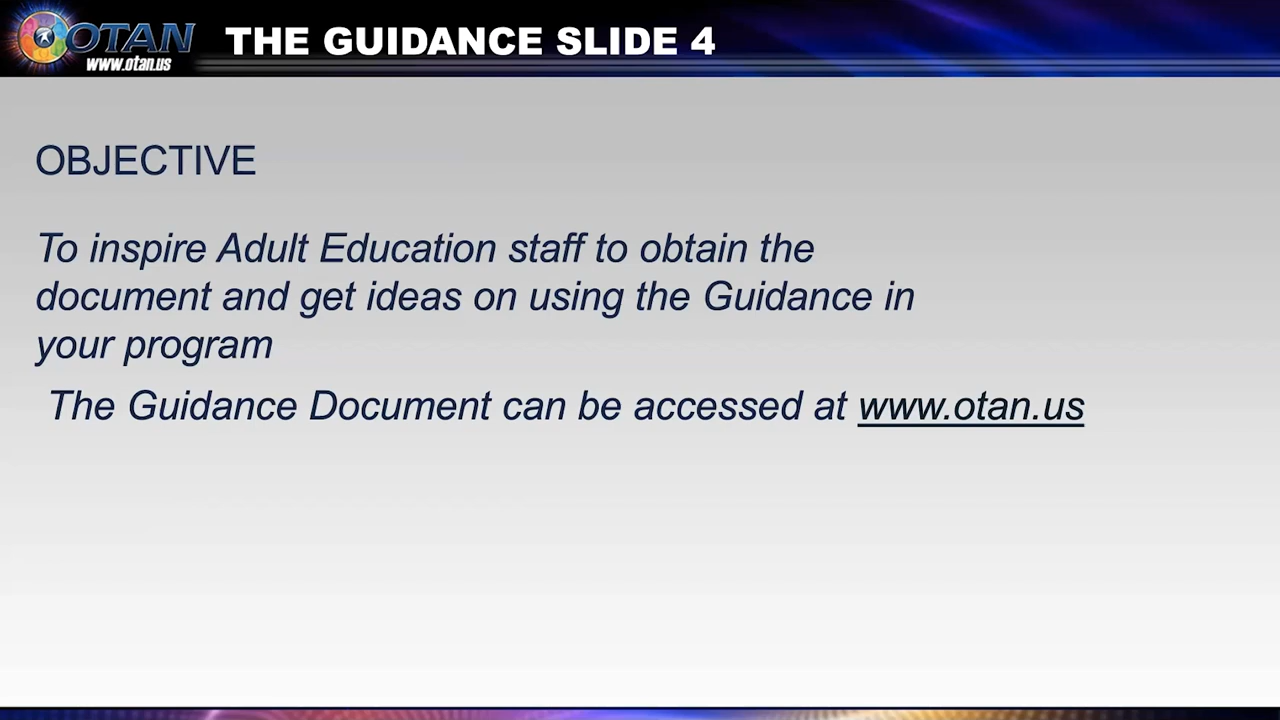 OTAN
www.otan.us
THE GUIDANCE SLIDE 4
OBJECTIVE
To inspire Adult Education staff to obtain the
document and get ideas on using the Guidance in
your program
The Guidance Document can be accessed at www.otan.us